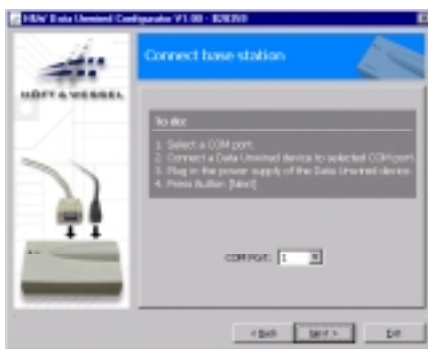 H&W Data Unwired Configurator V1.00 -
Connect base station
HÖFT & WESSEL
To do:
1. Select a COM port.
2. Connect a Data Unwired device to selected COM port.
3. Plug in the power supply of the Data Unwired device.
4. Press Button [Next]
COM Port: 1
< Back Next > Exit